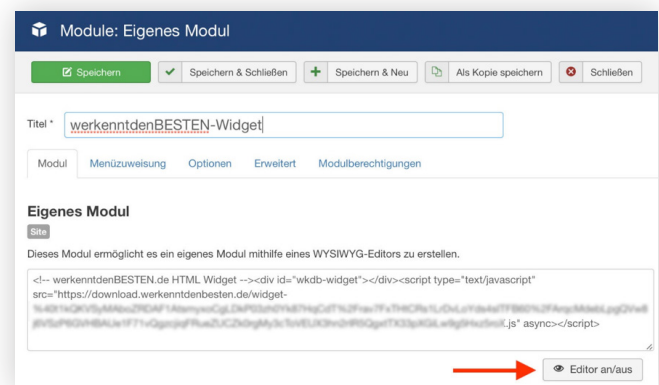 Module: Eigenes Modul
Speichern Speichern & Schließen Speichern & Neu Als Kopie speichern Schließen
Titel * werkenntdenBESTEN-Widget
Modul Menüzuweisung Optionen Erweitert Modulberechtigungen
Eigenes Modul
Site
Dieses Modul ermöglicht es ein eigenes Modul mithilfe eines WYSIWYG-Editors zu erstellen.
<!-- werkenntdenBESTEN.de HTML Widget --><div id="wkdb-widget"></div><script type="text/javascript"
src="https://download.werkenntdenbesten.de/widget-
.js" async></script>
Editor an/aus